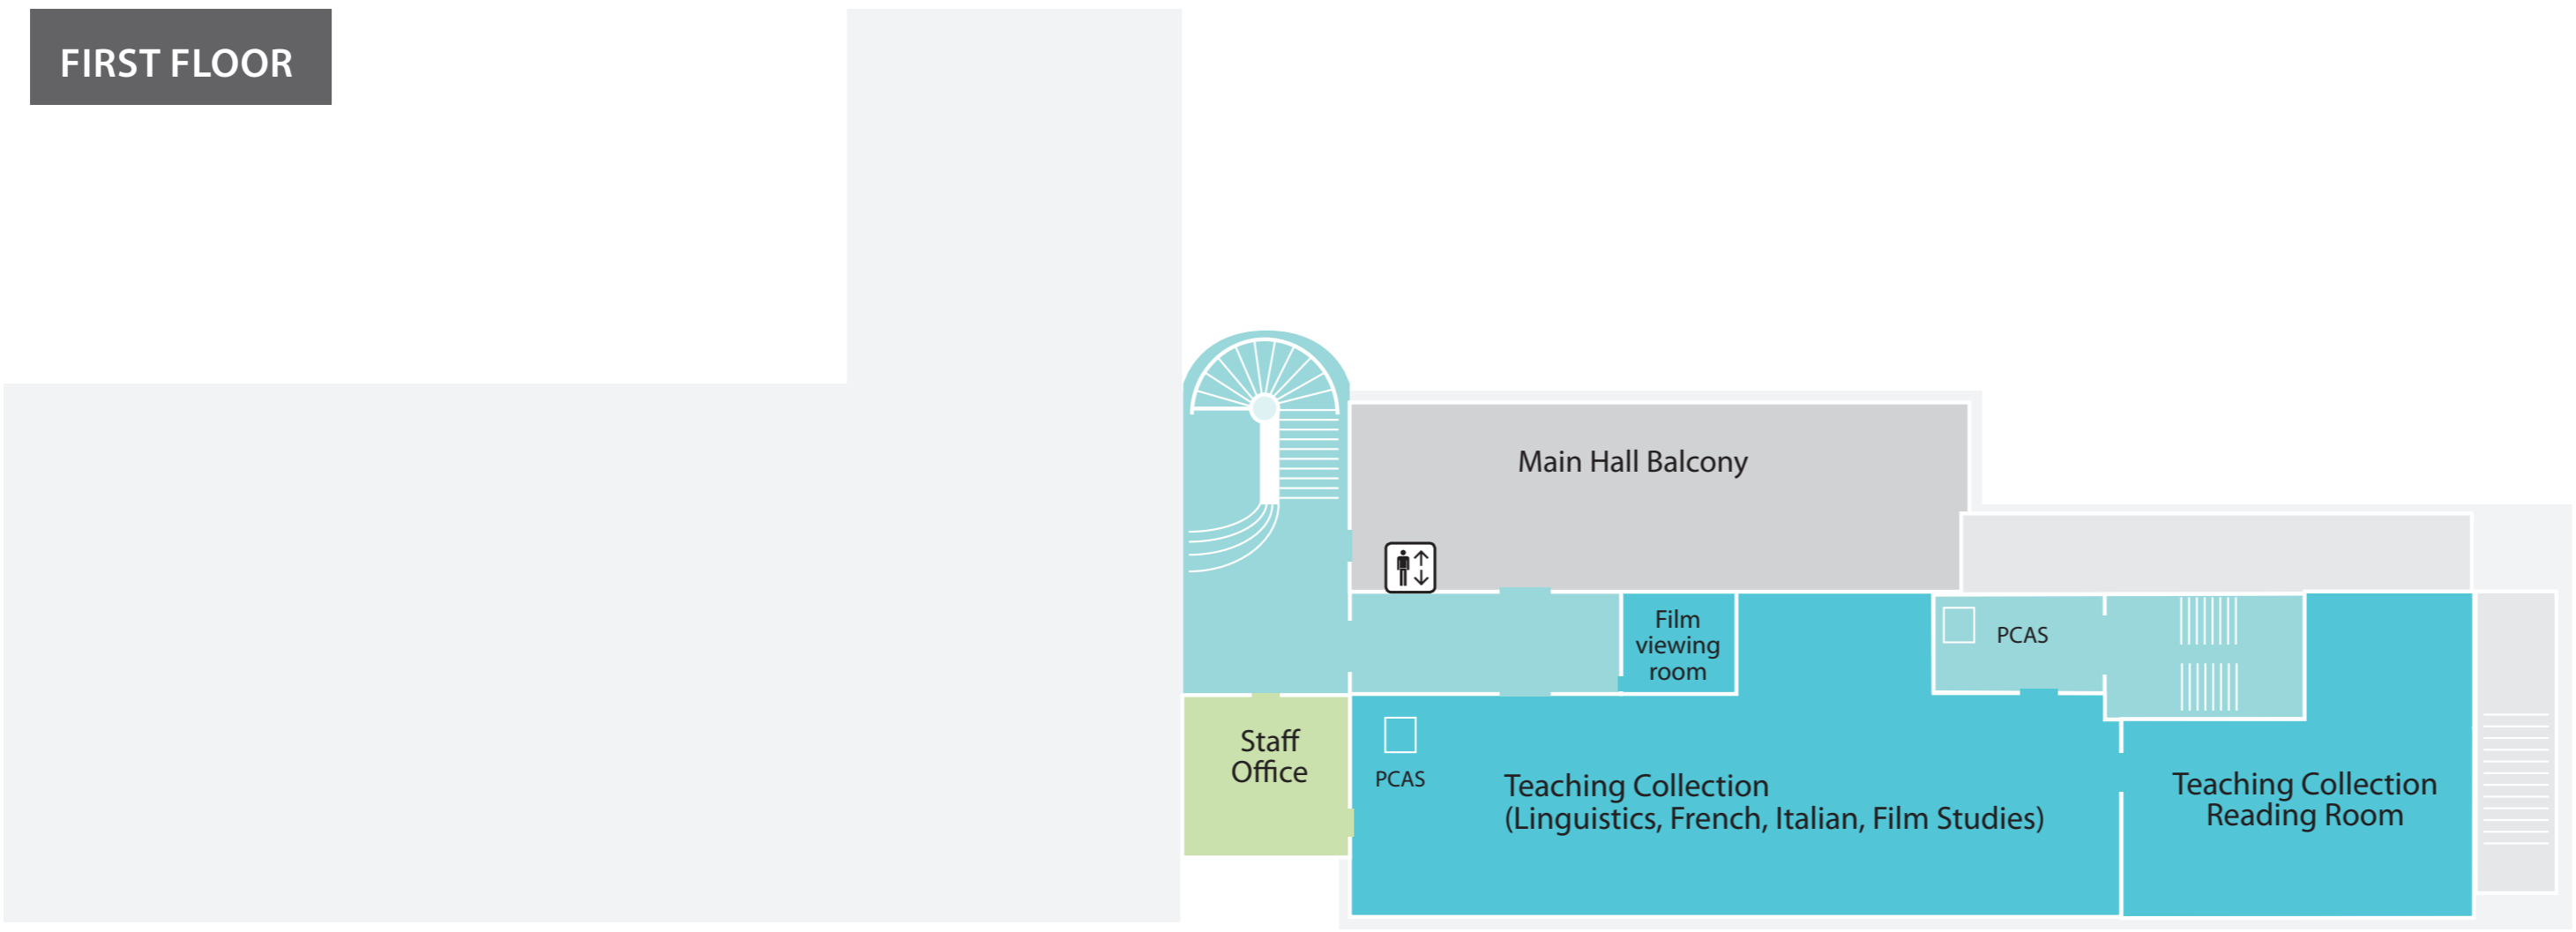 FIRST FLOOR
Main Hall Balcony
Film
viewing
room
PCAS
Staff
Office
PCAS
Teaching Collection
(Linguistics, French, Italian, Film Studies)
Teaching Collection
Reading Room